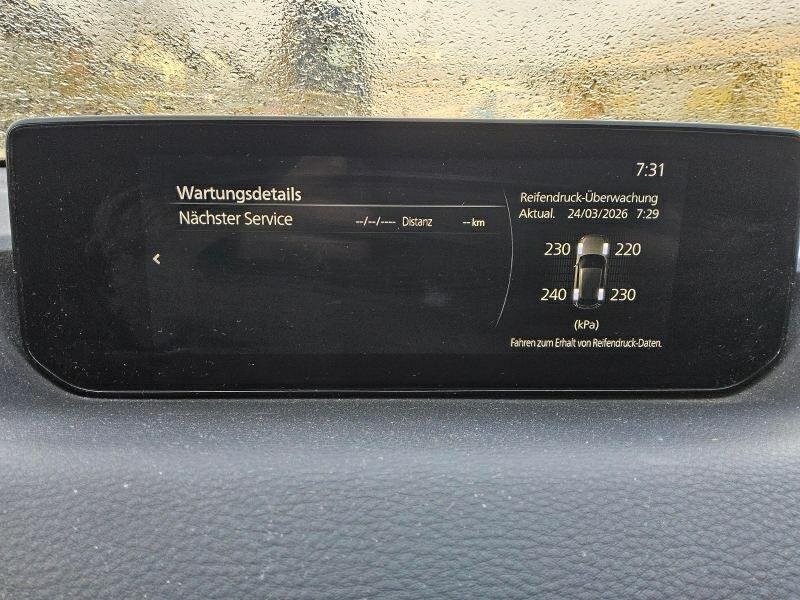 7:31
Wartungsdetails
Nächster Service --/--/---- Distanz -- km
Reifendruck-Überwachung
Aktual. 24/03/2026 7:29
230 220
240 230
(kPa)
Fahren zum Erhalt von Reifendruck-Daten.